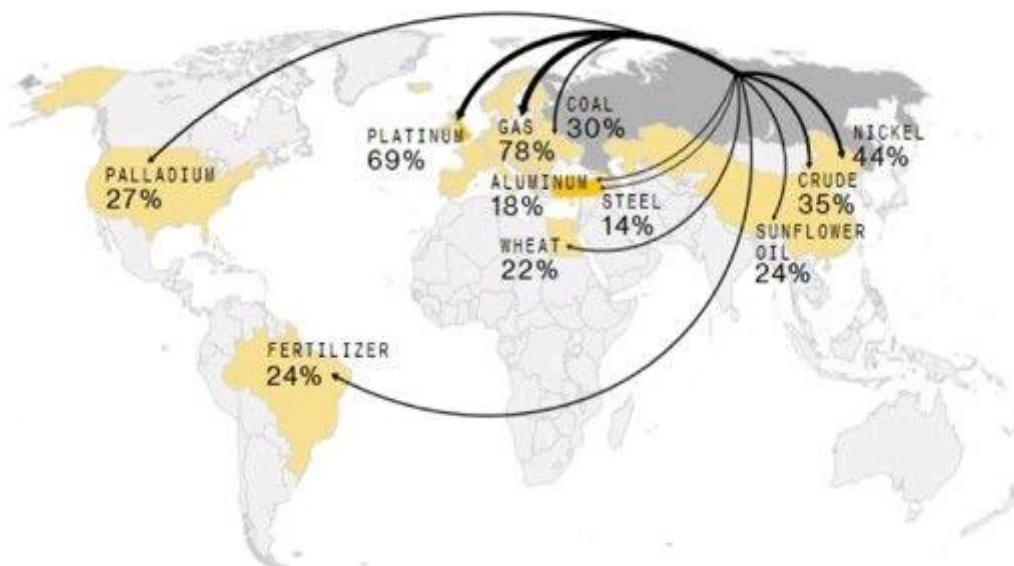 COAL
30%
GAS
78%
PLATINUM
69%
NICKEL
44%
PALLADIUM
27%
ALUMINUM
18%
CRUDE
35%
STEEL
14%
SUNFLOWER
OIL
24%
WHEAT
22%
FERTILIZER
24%